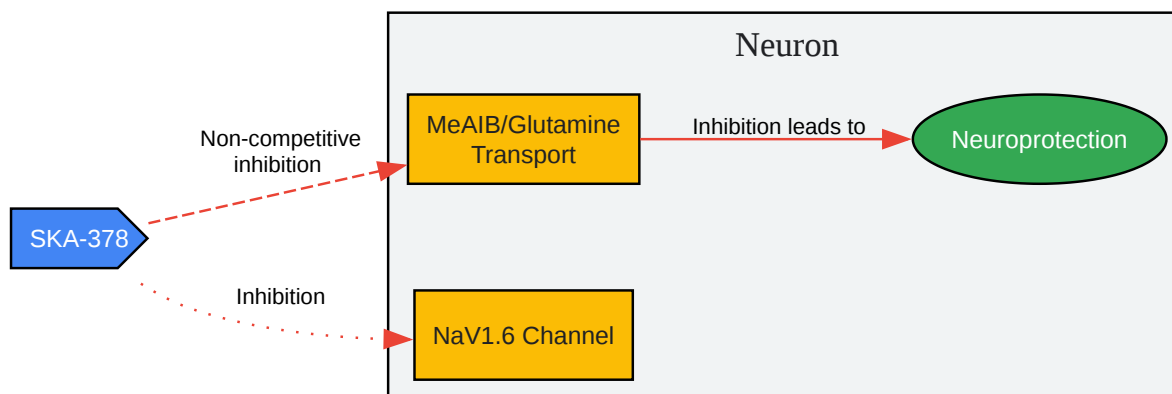 Neuron
Non-competitive
inhibition
MeAIB/Glutamine
Transport
Inhibition leads to
Neuroprotection
SKA-378
Inhibition
NaV1.6 Channel